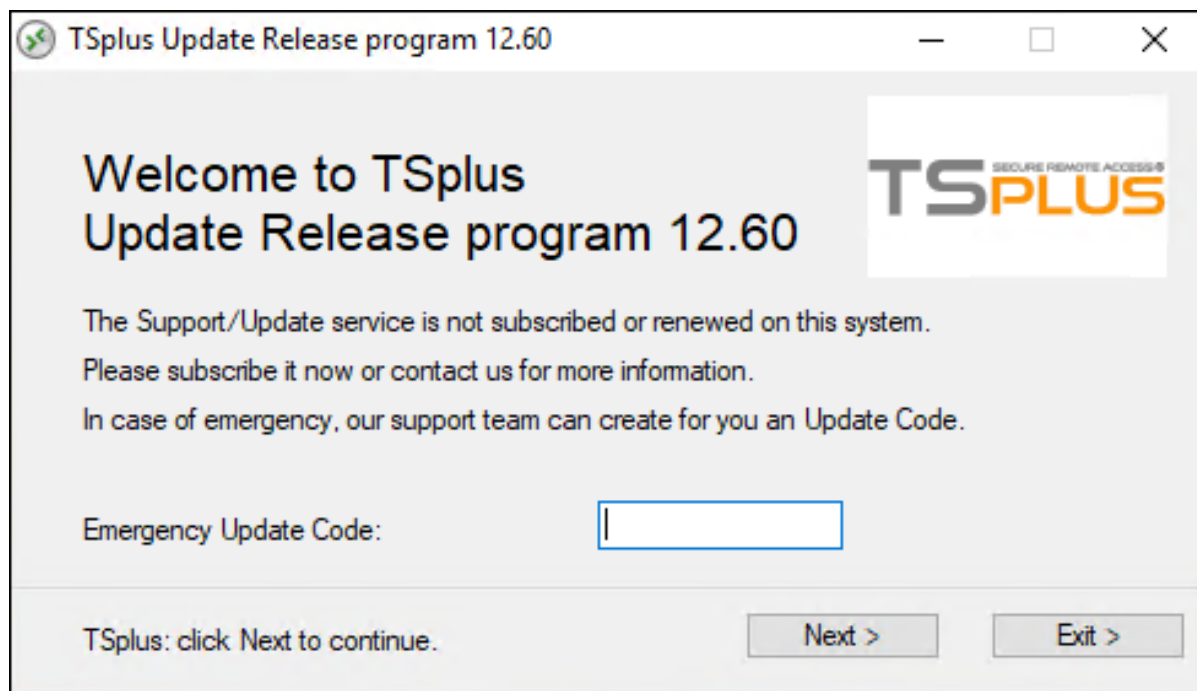 TSplus Update Release program 12.60
Welcome to TSplus
Update Release program 12.60
SECURE REMOTE ACCESS
TSPLUS
The Support/Update service is not subscribed or renewed on this system.
Please subscribe it now or contact us for more information.
In case of emergency, our support team can create for you an Update Code.
Emergency Update Code:
TSplus: click Next to continue.
Next >
Exit >